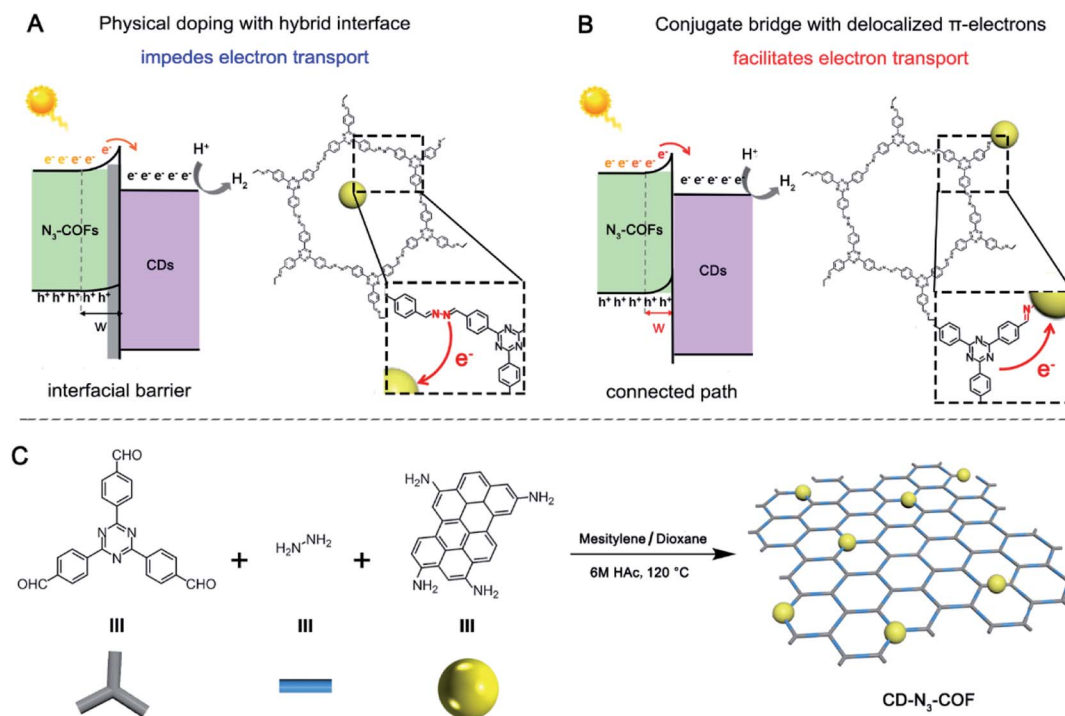 A
Physical doping with hybrid interface
impedes electron transport
e⁻ e⁻ e⁻ e⁻
e⁻
H⁺
H₂
e⁻ e⁻ e⁻ e⁻ e⁻
N₃-COFs
CDs
h⁺ h⁺ h⁺ h⁺ h⁺
W
interfacial barrier
N
N
N
N
N
e⁻
B
Conjugate bridge with delocalized π-electrons
facilitates electron transport
e⁻ e⁻ e⁻ e⁻
e⁻
H⁺
H₂
e⁻ e⁻ e⁻ e⁻ e⁻
N₃-COFs
CDs
h⁺ h⁺ h⁺ h⁺ h⁺
W
connected path
N
N
N
N
e⁻
C
CHO
N
N
N
OHC
CHO
+
H₂N
NH₂
+
H₂N
NH₂
NH₂
NH₂
Mesitylene / Dioxane
6M HAc, 120 °C
III
III
III
CD-N₃-COF